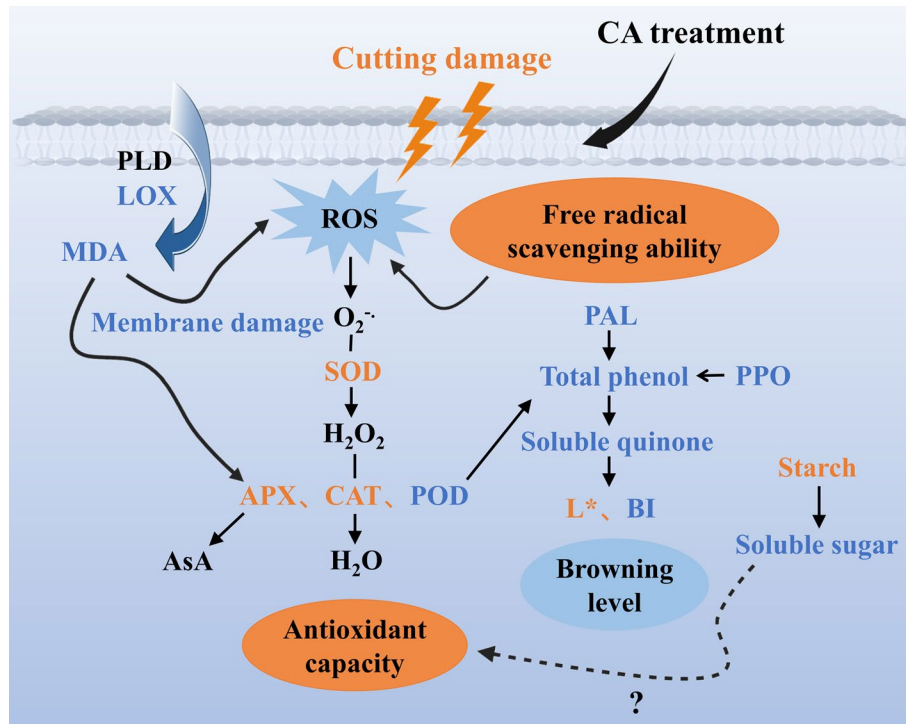 CA treatment
Cutting damage
PLD
LOX
MDA
ROS
Free radical
scavenging ability
Membrane damage
O₂⁻·
SOD
H₂O₂
APX、CAT、POD
AsA
H₂O
PAL
Total phenol
PPO
Soluble quinone
L*、BI
Browning
level
Starch
Soluble sugar
Antioxidant
capacity
?